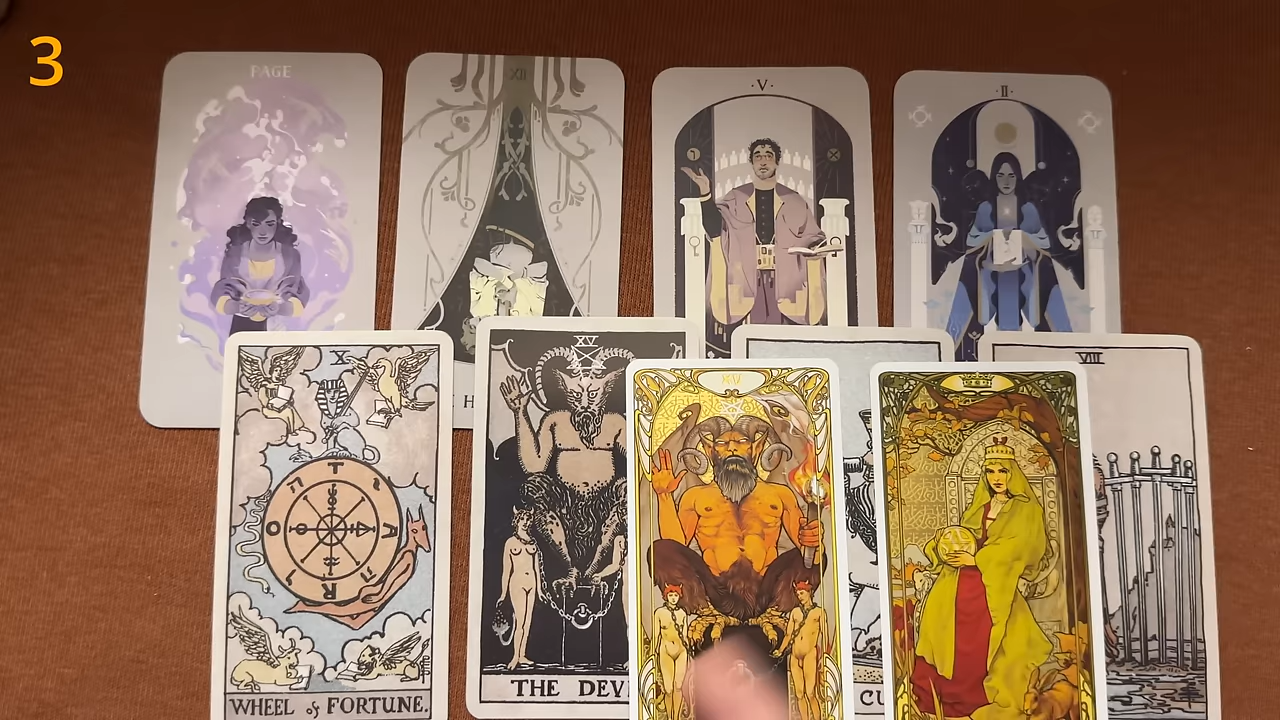 3
PAGE
XII
·V·
·II·
H
X
T
A
R
O
XV
THE DEV
XV
CU
VIII
WHEEL of FORTUNE.